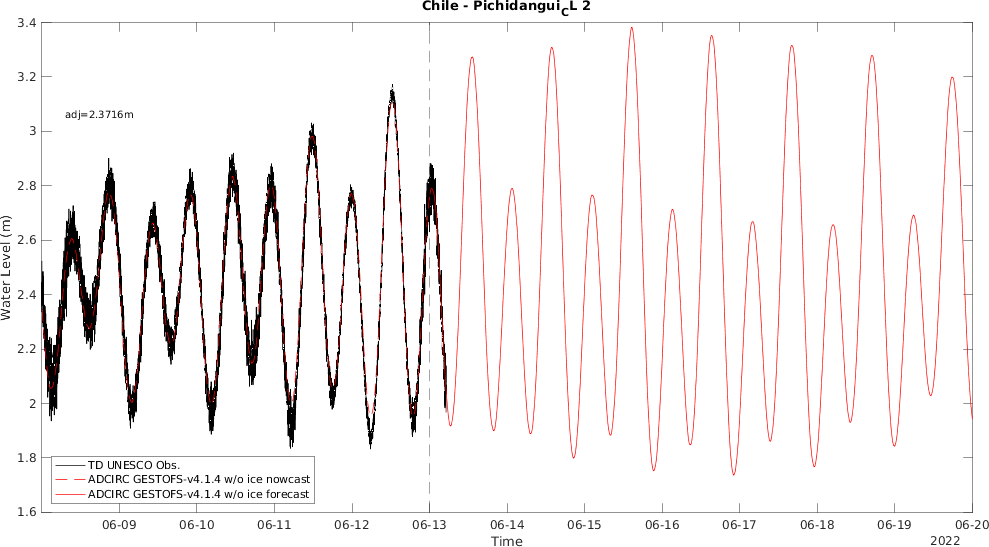 Chile - PichidanguiCL 2
3.4
3.2
3
2.8
2.6
2.4
2.2
2
1.8
1.6
Water Level (m)
adj=2.3716m
TD UNESCO Obs.
ADCIRC GESTOFS-v4.1.4 w/o ice nowcast
ADCIRC GESTOFS-v4.1.4 w/o ice forecast
06-09 06-10 06-11 06-12 06-13 06-14 06-15 06-16 06-17 06-18 06-19 06-20
Time
2022